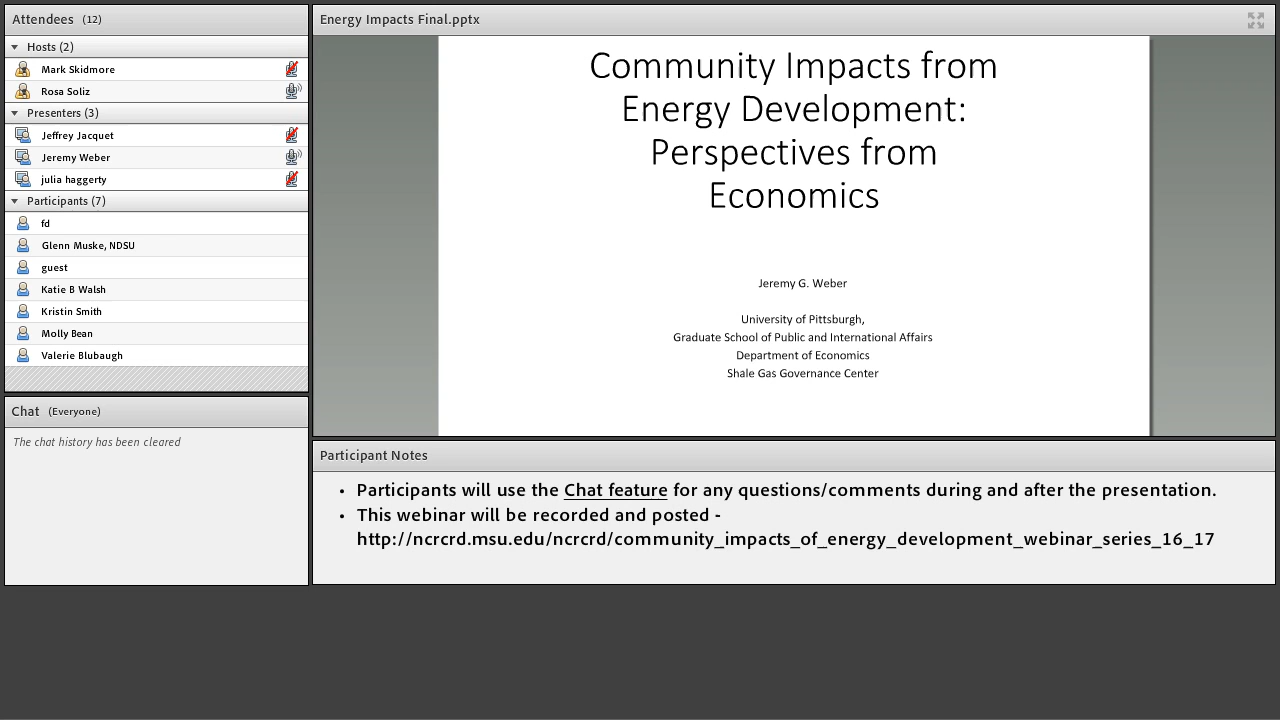 Attendees (12)
Hosts (2)
Mark Skidmore
Rosa Soliz
Presenters (3)
Jeffrey Jacquet
Jeremy Weber
julia haggerty
Participants (7)
fd
Glenn Muske, NDSU
guest
Katie B Walsh
Kristin Smith
Molly Bean
Valerie Blubaugh
Chat (Everyone)
The chat history has been cleared
Energy Impacts Final.pptx
Community Impacts from
Energy Development:
Perspectives from
Economics
Jeremy G. Weber
University of Pittsburgh,
Graduate School of Public and International Affairs
Department of Economics
Shale Gas Governance Center
Participant Notes
• Participants will use the Chat feature for any questions/comments during and after the presentation.
• This webinar will be recorded and posted -
http://ncrcrd.msu.edu/ncrcrd/community_impacts_of_energy_development_webinar_series_16_17